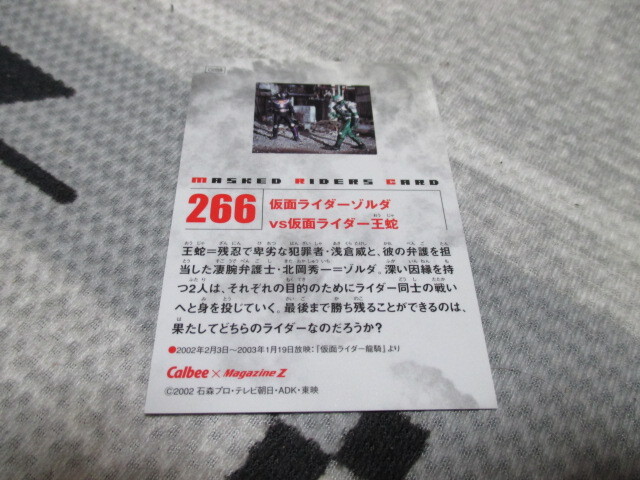 MASKED RIDERS CARD
266
仮面ライダーゾルダ
vs仮面ライダー王蛇
王蛇=残忍で卑劣な犯罪者・浅倉威と、彼の弁護を担
当した凄腕弁護士・北岡秀一=ゾルダ。深い因縁を持
つ2人は、それぞれの目的のためにライダー同士の戦い
へと身を投じていく。最後まで勝ち残ることができるのは、
果たしてどちらのライダーなのだろうか?
●2002年2月3日〜2003年1月19日放映:「仮面ライダー龍騎」より
Calbee × Magazine Z
©2002 石森プロ・テレビ朝日・ADK・東映